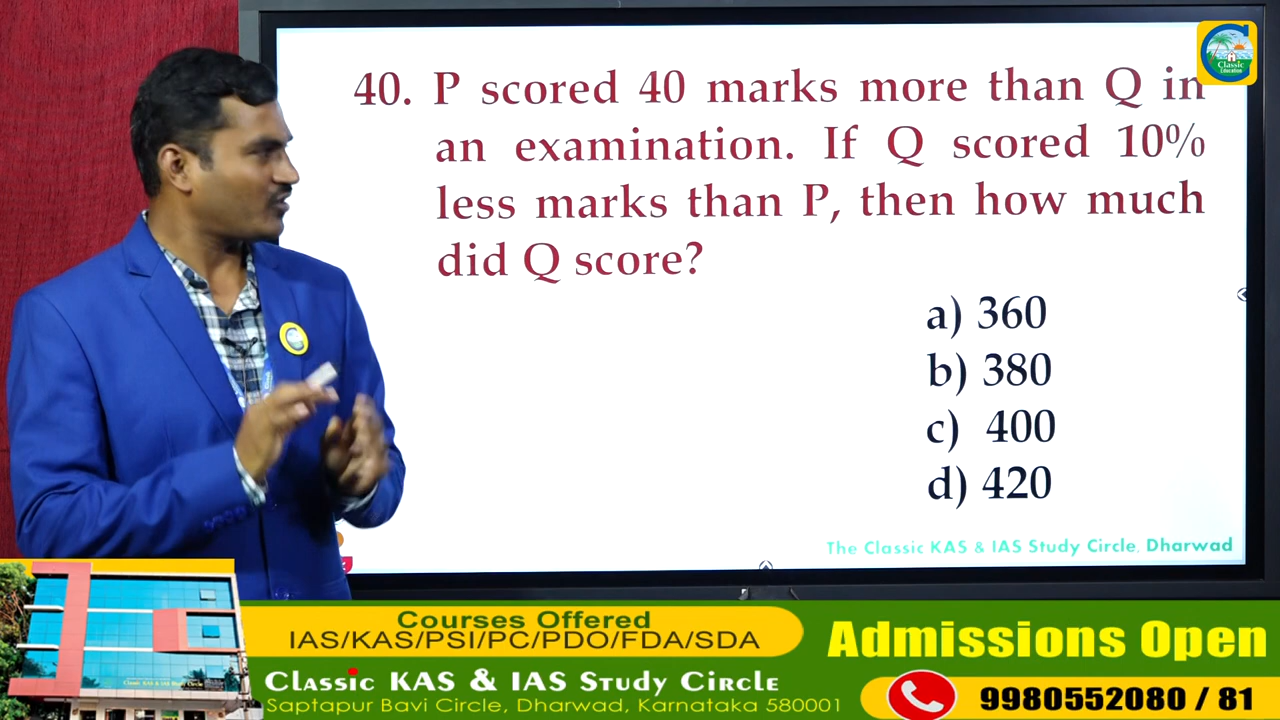 Classic
Education
40. P scored 40 marks more than Q in
an examination. If Q scored 10%
less marks than P, then how much
did Q score?
a) 360
b) 380
c) 400
d) 420
The Classic KAS & IAS Study Circle, Dharwad
Courses Offered
IAS/KAS/PSI/PC/PDO/FDA/SDA
Classic KAS & IAS Study Circle
Saptapur Bavi Circle, Dharwad, Karnataka 580001
Admissions Open
9980552080 / 81